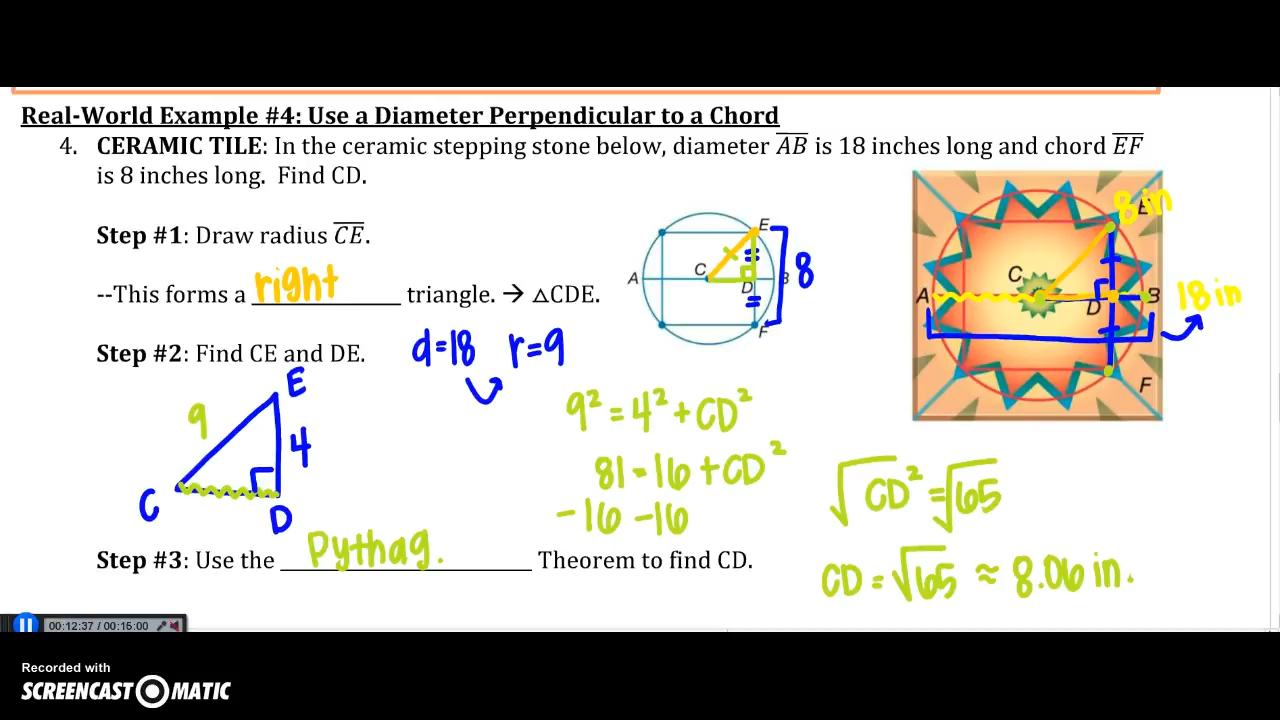 Real-World Example #4: Use a Diameter Perpendicular to a Chord
4. CERAMIC TILE: In the ceramic stepping stone below, diameter AB is 18 inches long and chord EF
is 8 inches long. Find CD.
Step #1: Draw radius CE.
--This forms a right triangle. → △CDE.
Step #2: Find CE and DE.
d=18 r=9
E
9
4
C
D
E
C
A
D
B
F
8
8 in
E
C
A
D
B
18 in
F
9² = 4² + CD²
81 = 16 + CD²
-16 -16
√CD² = √65
CD = √65 ≈ 8.06 in.
Step #3: Use the Pythag. Theorem to find CD.
00:12:37 / 00:15:00
Recorded with
SCREENCAST O MATIC